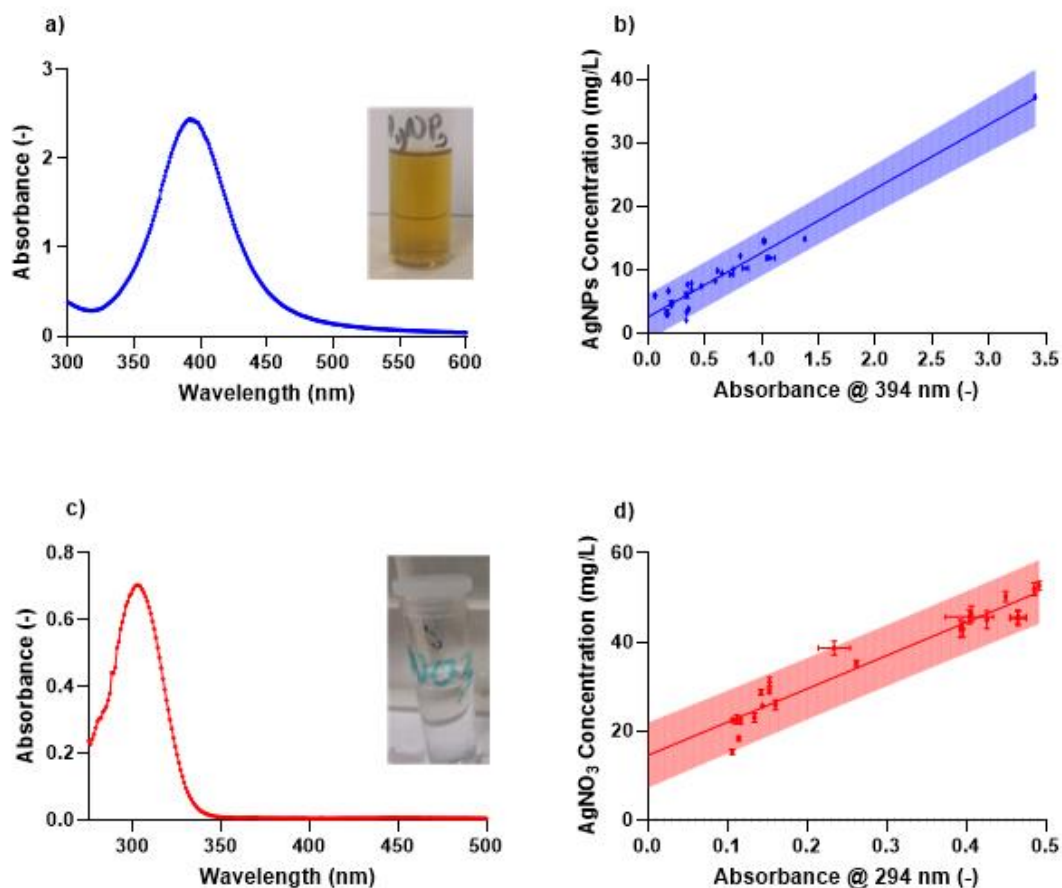 a)
Absorbance (-)
3
2
1
0
300 350 400 450 500 550 600
Wavelength (nm)
AgNPs
b)
AgNPs Concentration (mg/L)
40
30
20
10
0
0.0 0.5 1.0 1.5 2.0 2.5 3.0 3.5
Absorbance @ 394 nm (-)
c)
Absorbance (-)
0.8
0.6
0.4
0.2
0.0
300 350 400 450 500
Wavelength (nm)
d)
AgNO₃ Concentration (mg/L)
60
40
20
0
0.0 0.1 0.2 0.3 0.4 0.5
Absorbance @ 294 nm (-)